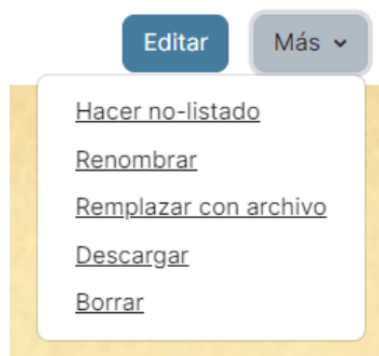 Editar Más
Hacer no-listado
Renombrar
Remplazar con archivo
Descargar
Borrar